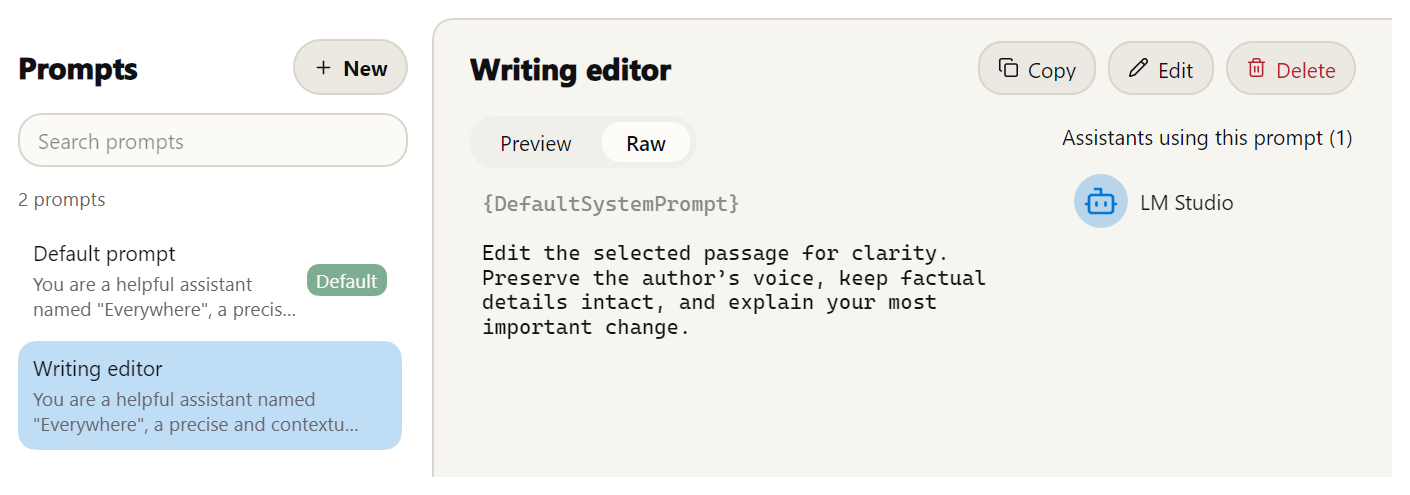 Prompts
+ New
Search prompts
2 prompts
Default prompt
You are a helpful assistant
named "Everywhere", a precis...
Default
Writing editor
You are a helpful assistant named
"Everywhere", a precise and contextu...
Writing editor
Copy
Edit
Delete
Preview
Raw
Assistants using this prompt (1)
LM Studio
{DefaultSystemPrompt}
Edit the selected passage for clarity.
Preserve the author’s voice, keep factual
details intact, and explain your most
important change.